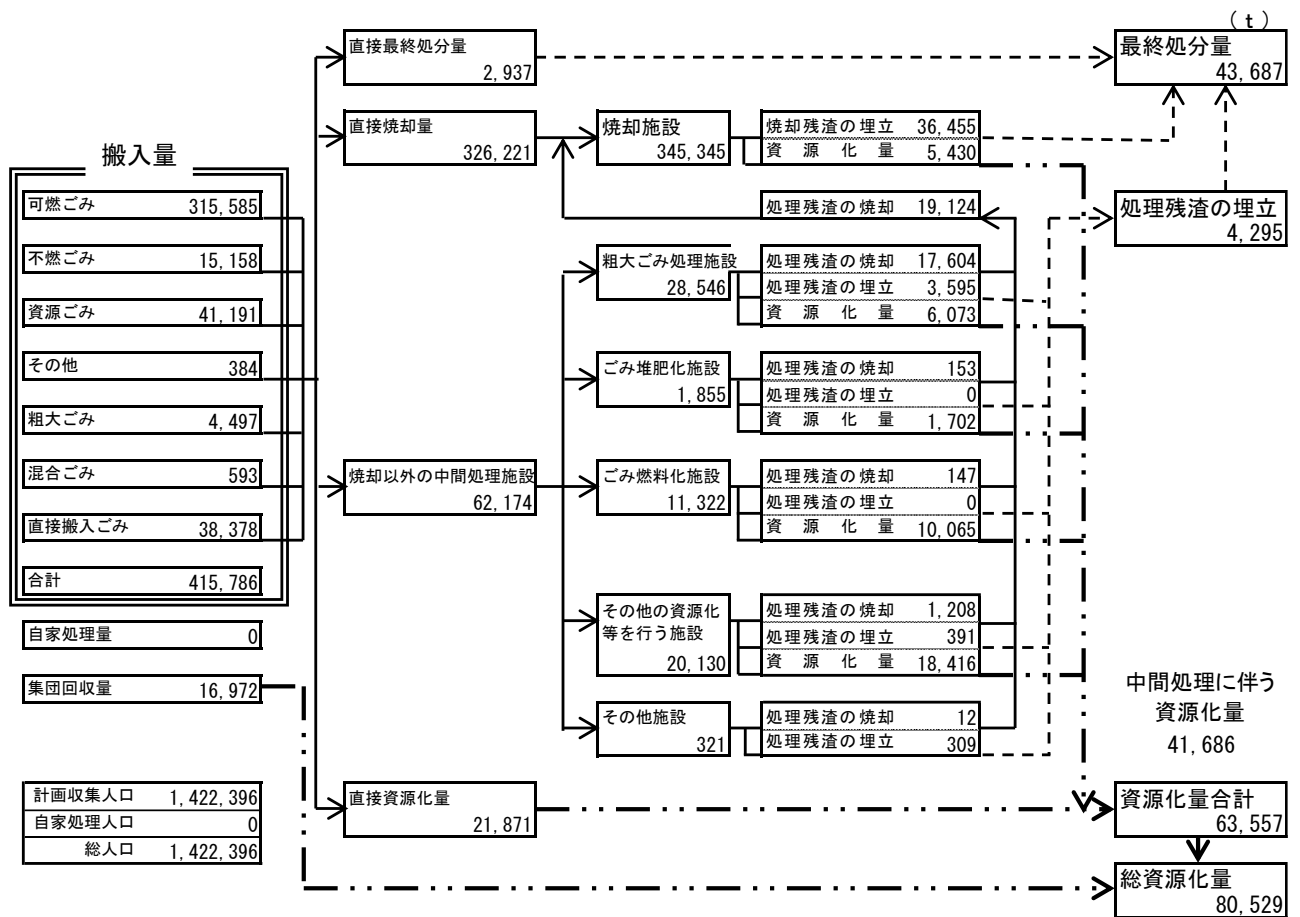 (t)
搬入量
可燃ごみ 315,585
不燃ごみ 15,158
資源ごみ 41,191
その他 384
粗大ごみ 4,497
混合ごみ 593
直接搬入ごみ 38,378
合計 415,786
自家処理量 0
集団回収量 16,972
計画収集人口 1,422,396
自家処理人口 0
総人口 1,422,396
直接最終処分量
2,937
直接焼却量
326,221
焼却以外の中間処理施設
62,174
直接資源化量
21,871
焼却施設
345,345
焼却残渣の埋立 36,455
資源化量 5,430
処理残渣の焼却 19,124
粗大ごみ処理施設
28,546
処理残渣の焼却 17,604
処理残渣の埋立 3,595
資源化量 6,073
ごみ堆肥化施設
1,855
処理残渣の焼却 153
処理残渣の埋立 0
資源化量 1,702
ごみ燃料化施設
11,322
処理残渣の焼却 147
処理残渣の埋立 0
資源化量 10,065
その他の資源化
等を行う施設
20,130
処理残渣の焼却 1,208
処理残渣の埋立 391
資源化量 18,416
その他施設
321
処理残渣の焼却 12
処理残渣の埋立 309
最終処分量
43,687
処理残渣の埋立
4,295
中間処理に伴う
資源化量
41,686
資源化量合計
63,557
総資源化量
80,529